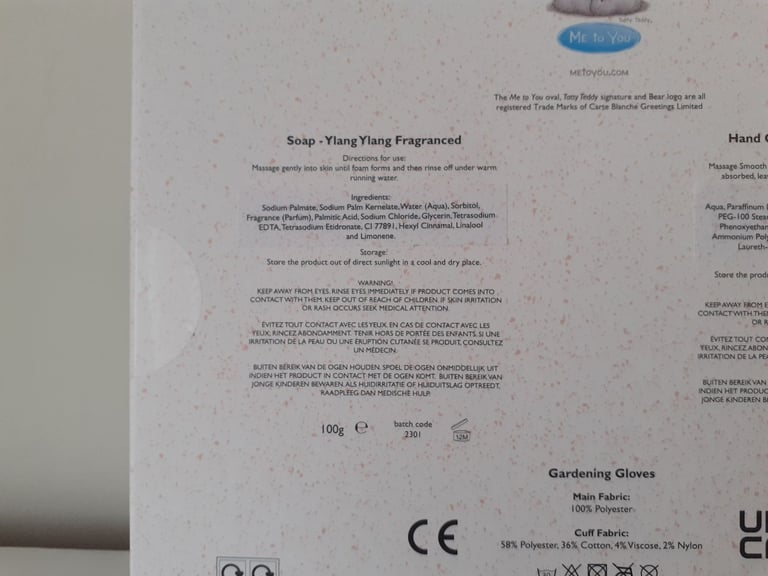 Tatty Teddy.
ME to YOU
METOYOU.COM
The Me to You oval, Tatty Teddy signature and Bear logo are all
registered Trade Marks of Carte Blanche Greetings Limited
Soap - Ylang Ylang Fragranced
Directions for use:
Massage gently into skin until foam forms and then rinse off under warm
running water.
Ingredients:
Sodium Palmate, Sodium Palm Kernelate, Water (Aqua), Sorbitol,
Fragrance (Parfum), Palmitic Acid, Sodium Chloride, Glycerin, Tetrasodium
EDTA, Tetrasodium Etidronate, CI 77891, Hexyl Cinnamal, Linalool
and Limonene.
Storage:
Store the product out of direct sunlight in a cool and dry place.
WARNING!
KEEP AWAY FROM EYES. RINSE EYES IMMEDIATELY IF PRODUCT COMES INTO
CONTACT WITH THEM. KEEP OUT OF REACH OF CHILDREN. IF SKIN IRRITATION
OR RASH OCCURS SEEK MEDICAL ATTENTION.
ÉVITEZ TOUT CONTACT AVEC LES YEUX. EN CAS DE CONTACT AVEC LES
YEUX, RINCEZ ABONDAMMENT. TENIR HORS DE PORTÉE DES ENFANTS. SI UNE
IRRITATION DE LA PEAU OU UNE ÉRUPTION CUTANÉE SE PRODUIT, CONSULTEZ
UN MÉDECIN.
BUITEN BEREIK VAN DE OGEN HOUDEN. SPOEL DE OGEN ONMIDDELLIJK UIT
INDIEN HET PRODUCT IN CONTACT MET DE OGEN KOMT. BUITEN BEREIK VAN
JONGE KINDEREN BEWAREN. ALS HUIDIRRITATIE OF HUIDUITSLAG OPTREEDT,
RAADPLEEG DAN MEDISCHE HULP.
100g e
batch code
2301
12M
Hand
Massage Smooth
absorbed, lea
Aqua, Paraffinum
PEG-100 Stea
Phenoxyethan
Ammonium Poly
Laureth-
Store the produ
KEEP AWAY FROM E
CONTACT WITH THE
OR R
ÉVITEZ TOUT CO
YEUX, RINCEZ ABON
IRRITATION DE LA PE
BUITEN BEREIK VAN
INDIEN HET PRODUC
JONGE KINDEREN B
Gardening Gloves
Main Fabric:
100% Polyester
Cuff Fabric:
58% Polyester, 36% Cotton, 4% Viscose, 2% Nylon
CE
UK
CA